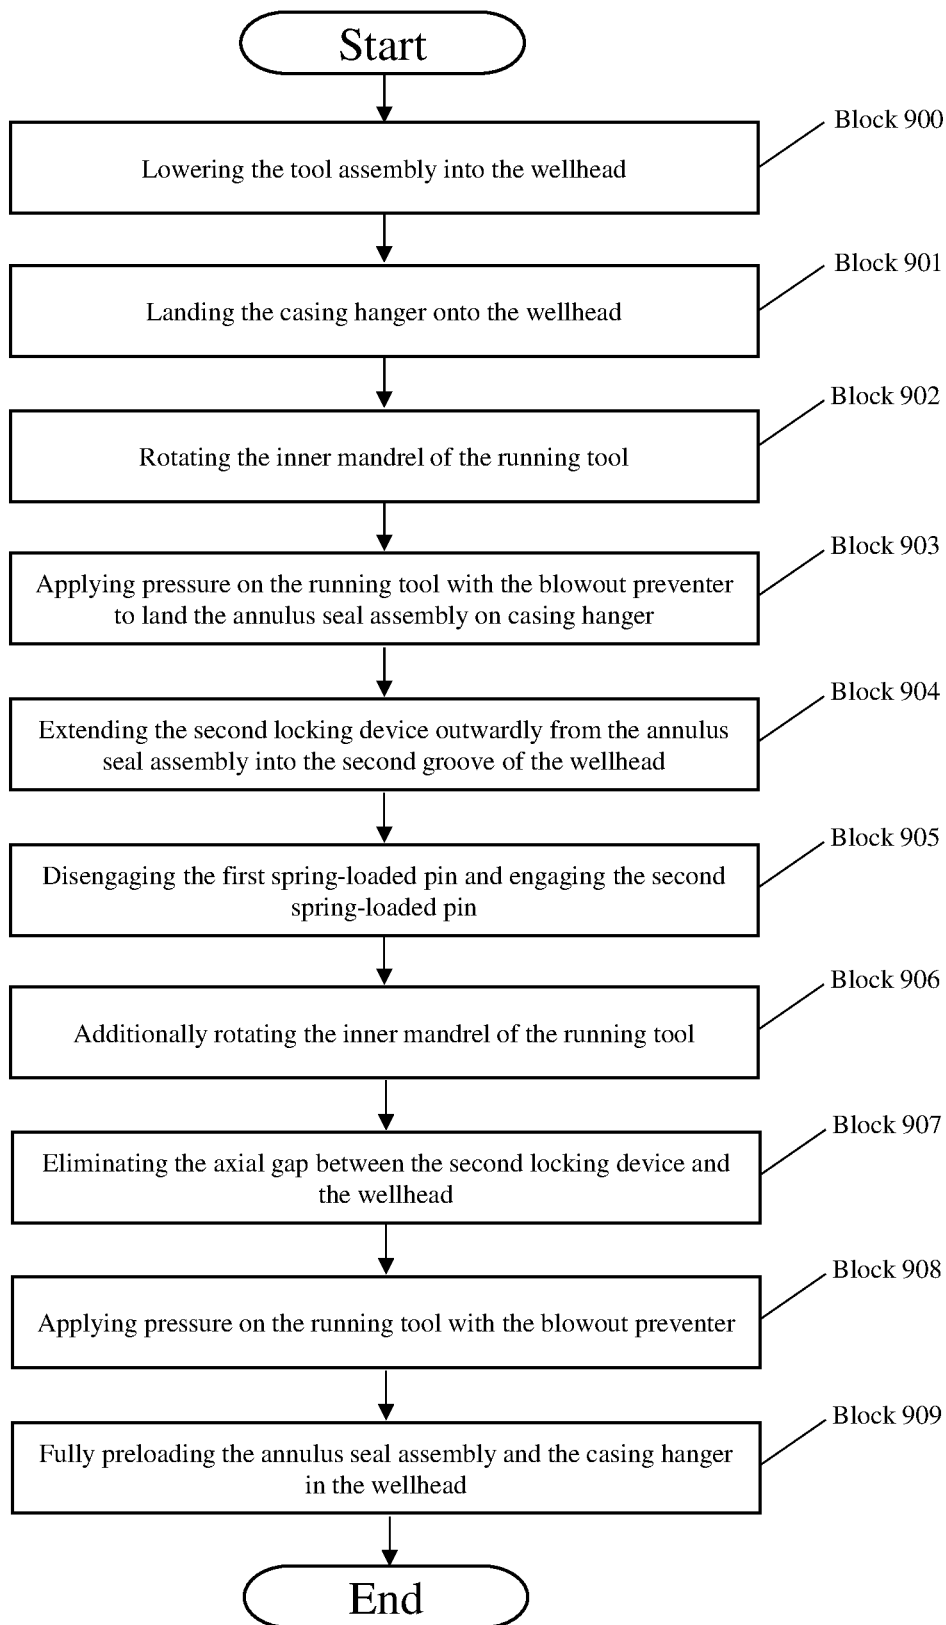 Start
Block 900
Lowering the tool assembly into the wellhead
Block 901
Landing the casing hanger onto the wellhead
Block 902
Rotating the inner mandrel of the running tool
Block 903
Applying pressure on the running tool with the blowout preventer
to land the annulus seal assembly on casing hanger
Block 904
Extending the second locking device outwardly from the annulus
seal assembly into the second groove of the wellhead
Block 905
Disengaging the first spring-loaded pin and engaging the second
spring-loaded pin
Block 906
Additionally rotating the inner mandrel of the running tool
Block 907
Eliminating the axial gap between the second locking device and
the wellhead
Block 908
Applying pressure on the running tool with the blowout preventer
Block 909
Fully preloading the annulus seal assembly and the casing hanger
in the wellhead
End